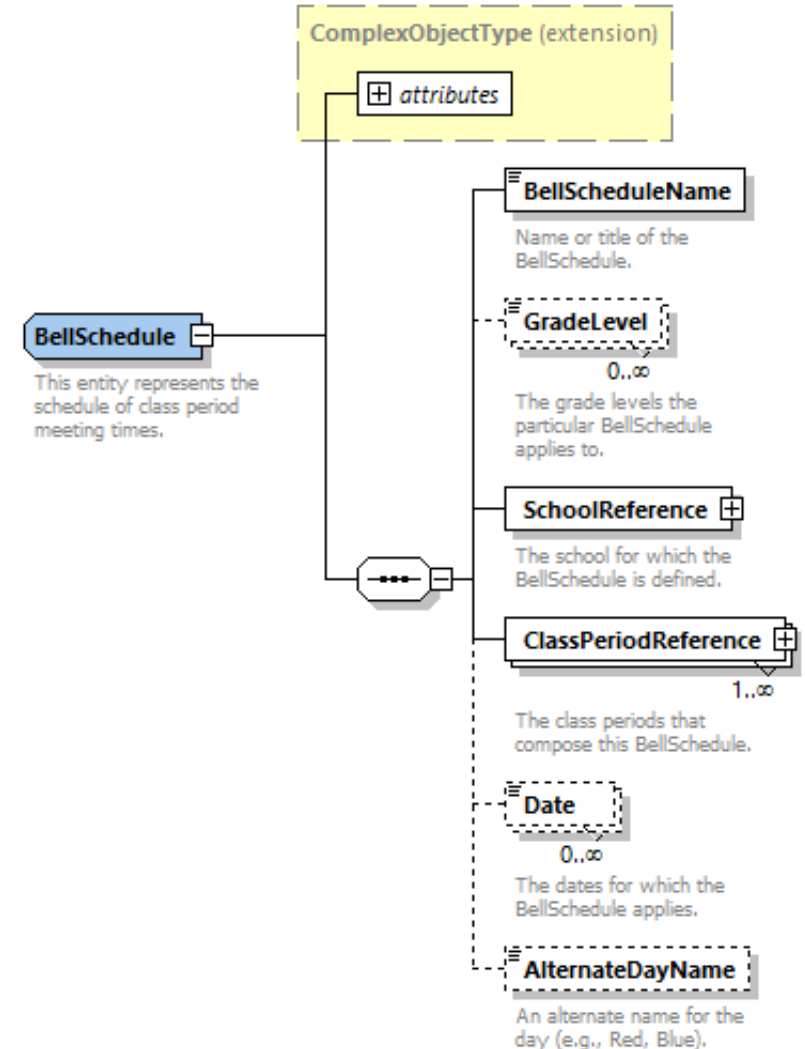 ComplexObjectType (extension)
attributes
BellScheduleName
Name or title of the
BellSchedule.
GradeLevel
0..∞
The grade levels the
particular BellSchedule
applies to.
BellSchedule
This entity represents the
schedule of class period
meeting times.
SchoolReference
The school for which the
BellSchedule is defined.
ClassPeriodReference
1..∞
The class periods that
compose this BellSchedule.
Date
0..∞
The dates for which the
BellSchedule applies.
AlternateDayName
An alternate name for the
day (e.g., Red, Blue).